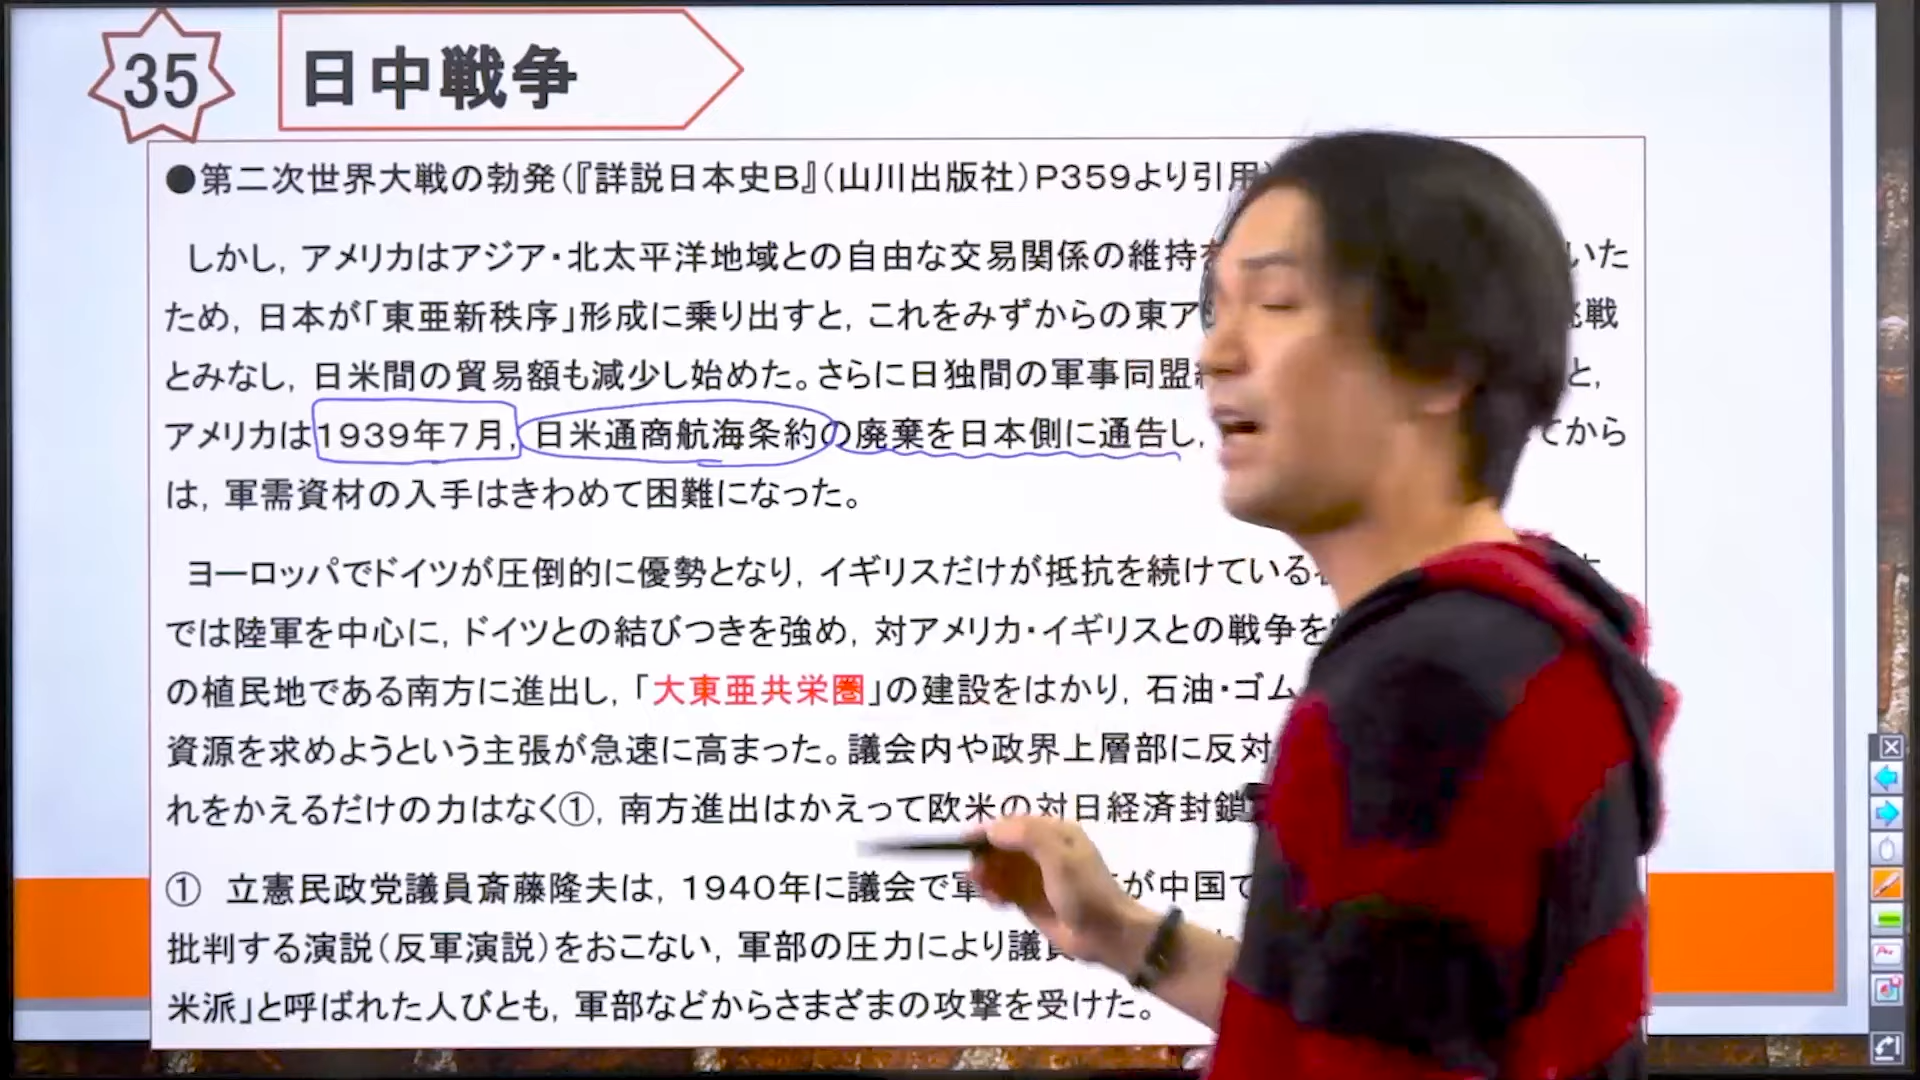 35
日中戦争
●第二次世界大戦の勃発(『詳説日本史B』(山川出版社)P359より引用)
しかし,アメリカはアジア・北太平洋地域との自由な交易関係の維持 いた
ため,日本が「東亜新秩序」形成に乗り出すと,これをみずからの東ア 挑戦
とみなし,日米間の貿易額も減少し始めた。さらに日独間の軍事同盟 と,
アメリカは1939年7月,日米通商航海条約の廃棄を日本側に通告し, てから
は,軍需資材の入手はきわめて困難になった。
ヨーロッパでドイツが圧倒的に優勢となり,イギリスだけが抵抗を続けている
では陸軍を中心に,ドイツとの結びつきを強め,対アメリカ・イギリスとの戦争を
の植民地である南方に進出し,「大東亜共栄圏」の建設をはかり,石油・ゴム
資源を求めようという主張が急速に高まった。議会内や政界上層部に反対
れをかえるだけの力はなく①,南方進出はかえって欧米の対日経済封鎖
① 立憲民政党議員斎藤隆夫は,1940年に議会で軍 が中国で
批判する演説(反軍演説)をおこない,軍部の圧力により議員
米派」と呼ばれた人びとも,軍部などからさまざまの攻撃を受けた。